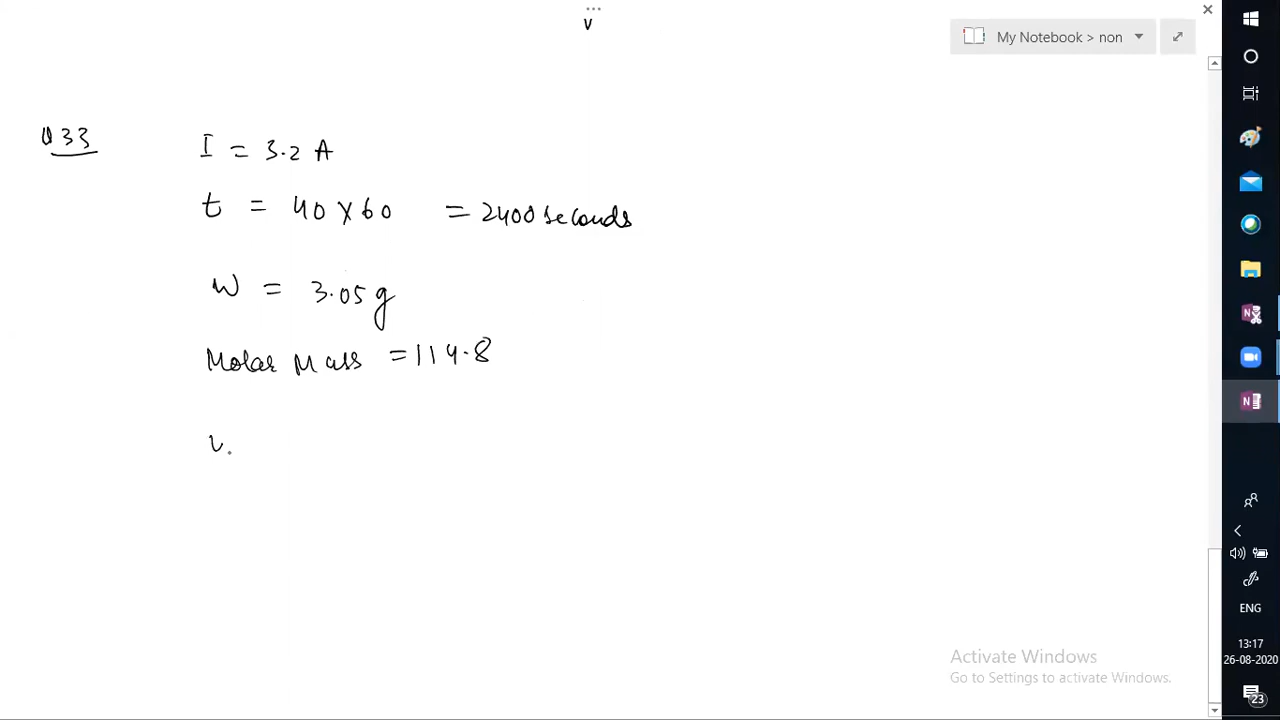 v
My Notebook > non
Q33
I = 3.2 A
t = 40 x 60 = 2400 seconds
W = 3.05 g
Molar Mass = 114.8
Activate Windows
Go to Settings to activate Windows.
ENG
13:17
26-08-2020
23